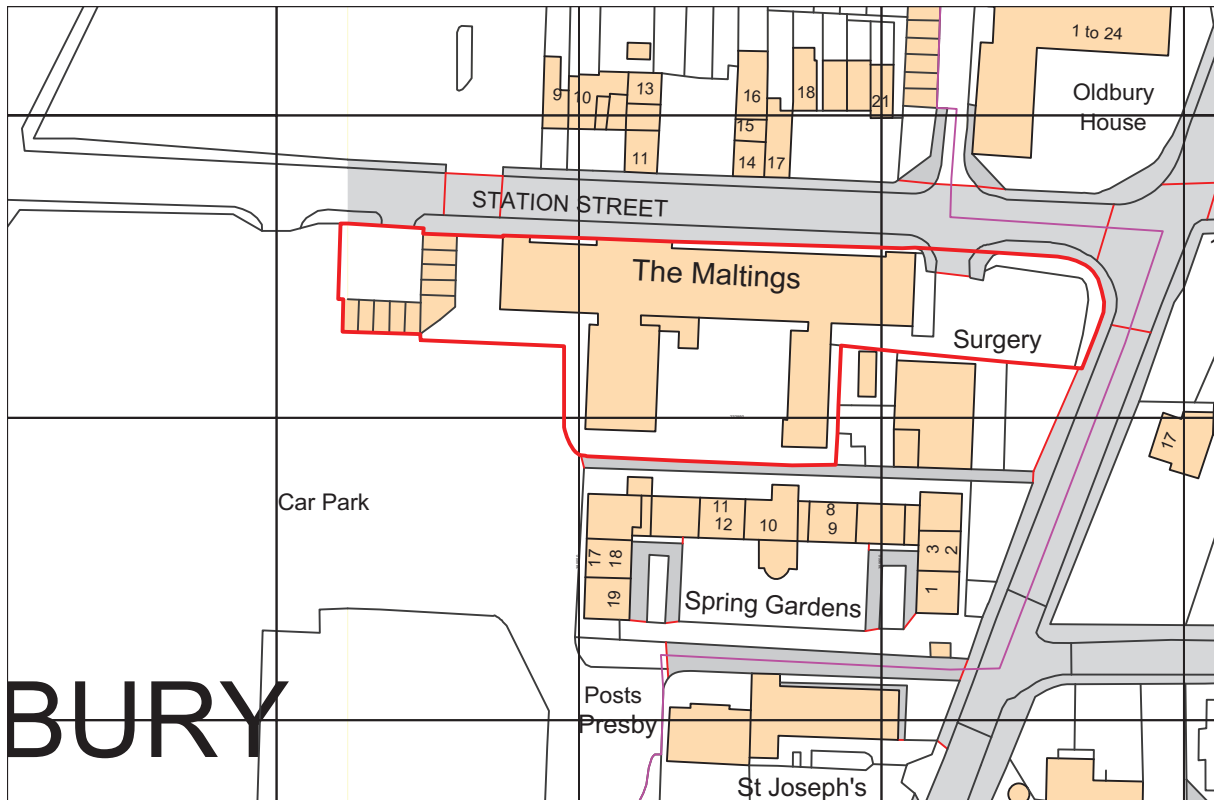 1 to 24
Oldbury
House
9
10
13
11
16
15
14
17
18
21
STATION STREET
The Maltings
Surgery
17
Car Park
11
12
10
8
9
3
2
1
17
18
19
Spring Gardens
BURY
Posts
Presby
St Joseph's